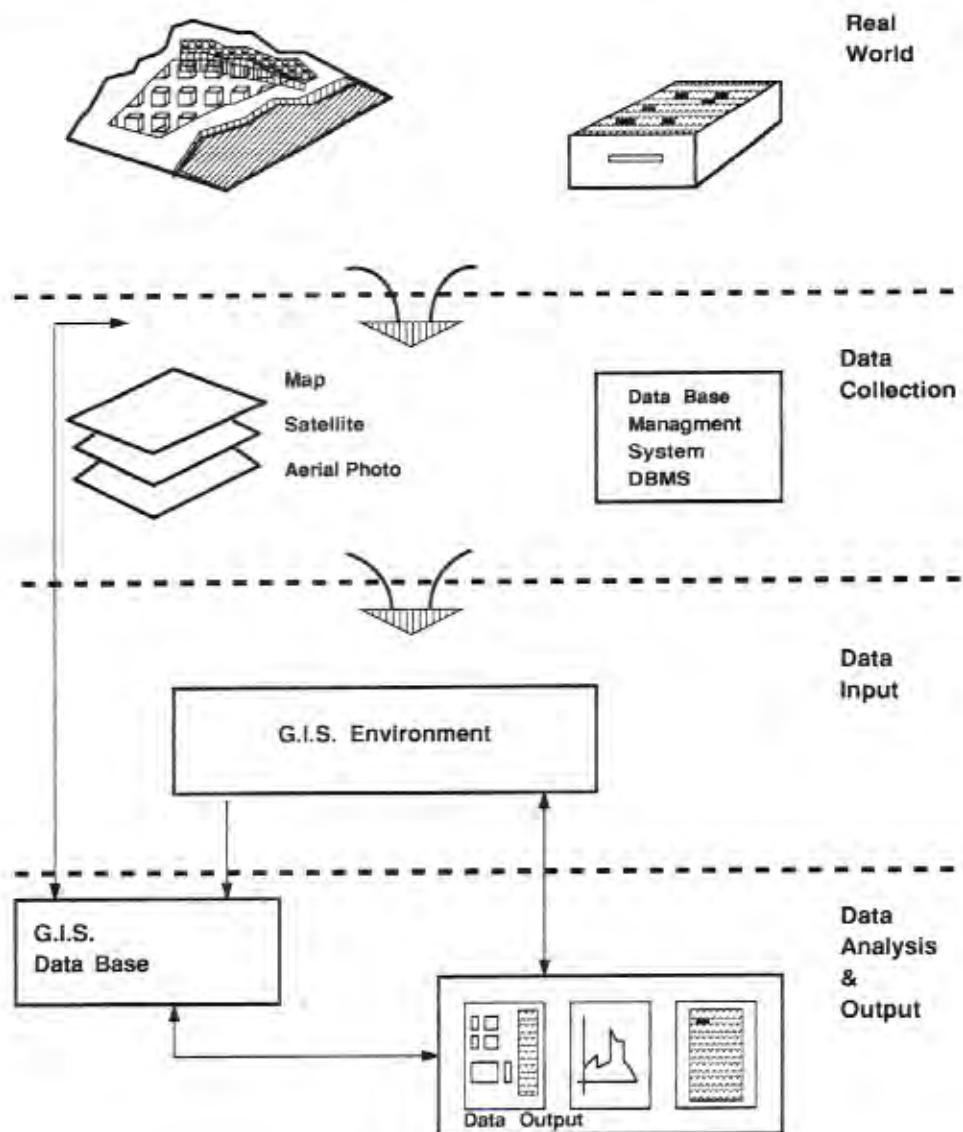 Real
World
Data
Collection
Map
Satellite
Aerial Photo
Data Base
Managment
System
DBMS
Data
Input
G.I.S. Environment
G.I.S.
Data Base
Data
Analysis
&
Output
Data Output